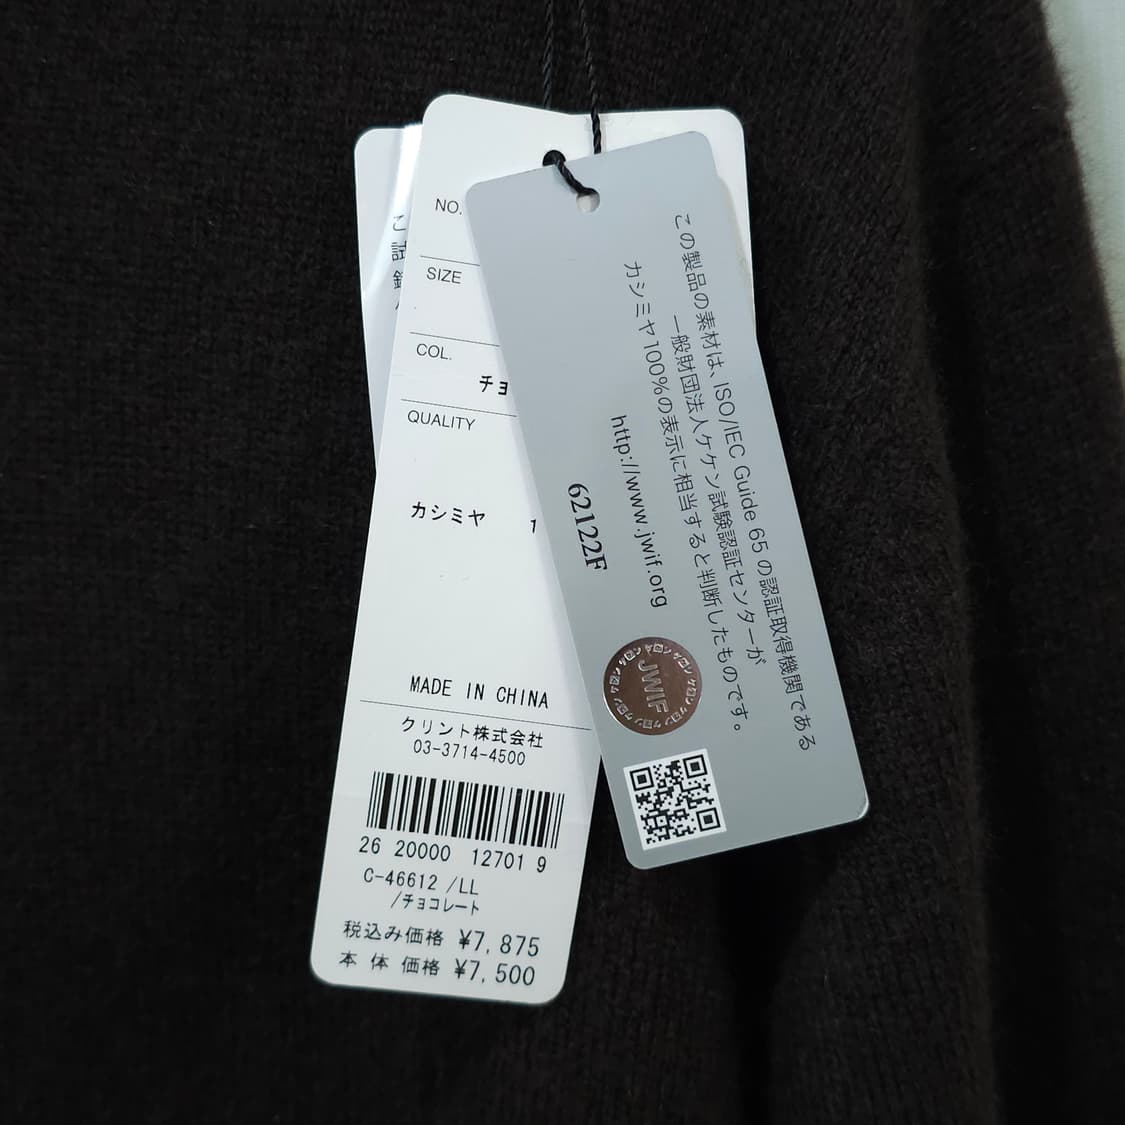 こ
試
NO.
SIZE
COL.
チョ
QUALITY
カシミヤ 1
MADE IN CHINA
クリント株式会社
03-3714-4500
26 20000 12701 9
C-46612 /LL
/チョコレート
税込み価格 ¥7,875
本体価格 ¥7,500
この製品の素材は、ISO/IEC Guide 65 の認証取得機関である
一般財団法人ケケン試験認証センターが
カシミヤ100%の表示に相当すると判断したものです。
http://www.jwif.org
62122F
JWIF